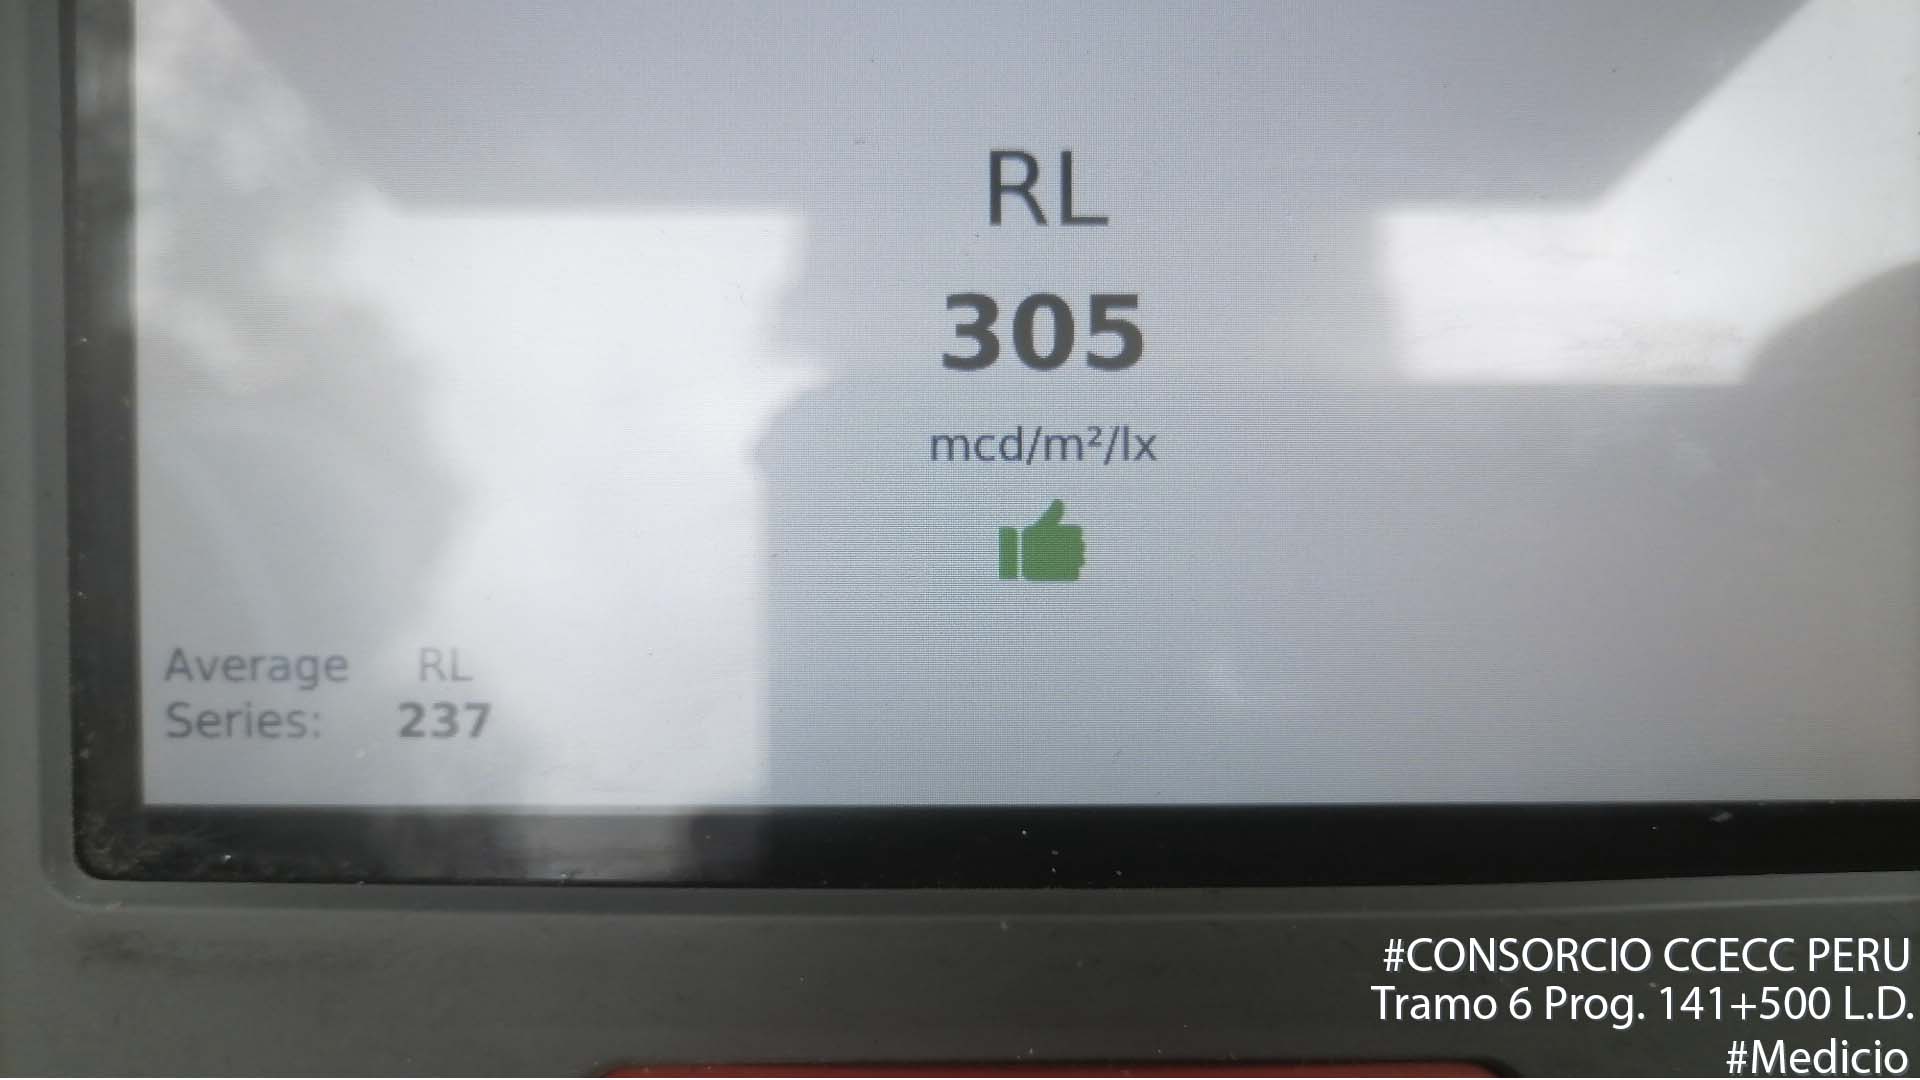 RL
305
mcd/m²/lx
Average RL
Series: 237
#CONSORCIO CCECC PERU
Tramo 6 Prog. 141+500 L.D.
#Medicio